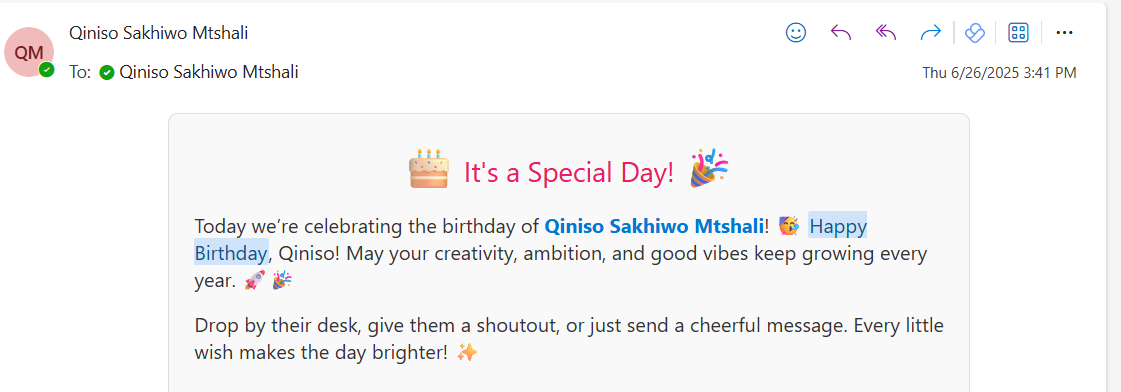 Qiniso Sakhiwo Mtshali
QM
To: Qiniso Sakhiwo Mtshali
Thu 6/26/2025 3:41 PM
It's a Special Day!
Today we’re celebrating the birthday of Qiniso Sakhiwo Mtshali! 🥳 Happy
Birthday, Qiniso! May your creativity, ambition, and good vibes keep growing every
year. 🚀 🎉
Drop by their desk, give them a shoutout, or just send a cheerful message. Every little
wish makes the day brighter! ✨